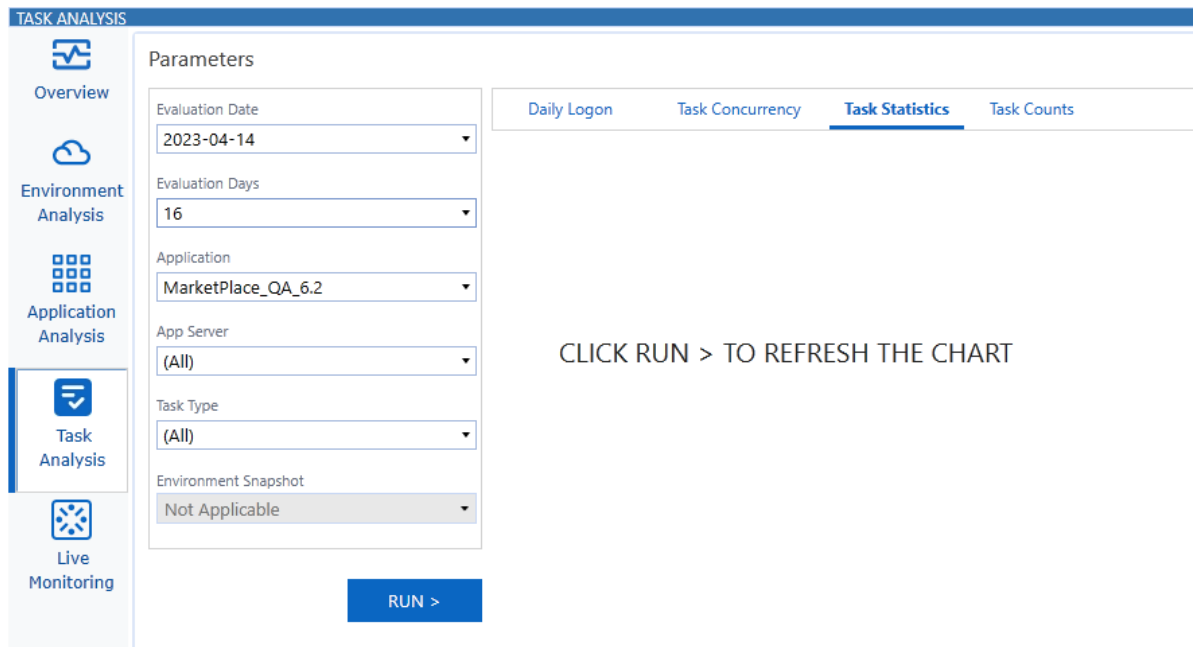 TASK ANALYSIS
Overview
Environment
Analysis
Application
Analysis
Task
Analysis
Live
Monitoring
Parameters
Evaluation Date
2023-04-14
Evaluation Days
16
Application
MarketPlace_QA_6.2
App Server
(All)
Task Type
(All)
Environment Snapshot
Not Applicable
RUN >
Daily Logon Task Concurrency Task Statistics Task Counts
CLICK RUN > TO REFRESH THE CHART